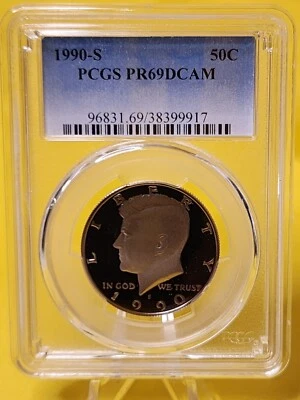 1990-S 50C
PCGS PR69DCAM
96831.69/38399917
LIBERTY
IN GOD WE TRUST
S
1990